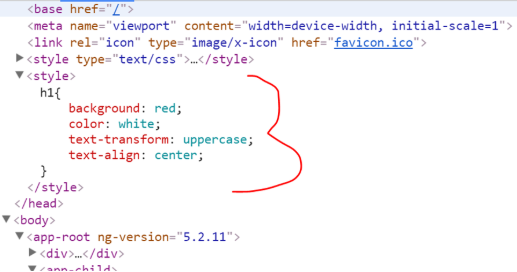 <base href="/">
<meta name="viewport" content="width=device-width, initial-scale=1">
<link rel="icon" type="image/x-icon" href="favicon.ico">
<style type="text/css">…</style>
<style>
h1{
background: red;
color: white;
text-transform: uppercase;
text-align: center;
}
</style>
</head>
<body>
<app-root ng-version="5.2.11">
<div>…</div>
<app-child>